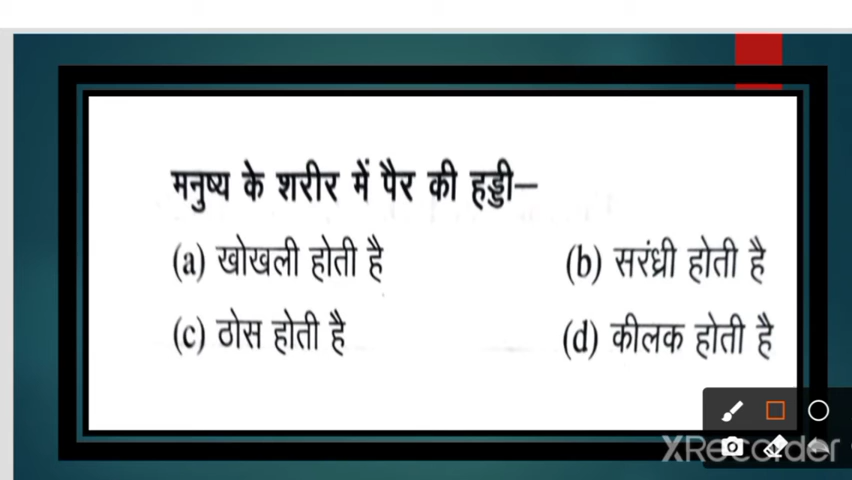 मनुष्य के शरीर में पैर की हड्डी–
(a) खोखली होती है (b) सरंध्री होती है
(c) ठोस होती है (d) कीलक होती है
XRecorder